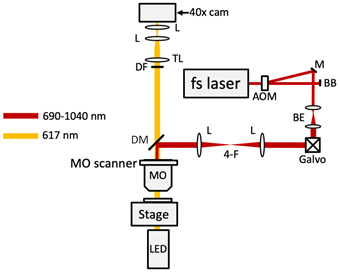 40x cam
L
L
TL
DF
fs laser
M
BB
AOM
690-1040 nm
617 nm
BE
DM
L
L
4-F
Galvo
MO scanner
MO
Stage
LED